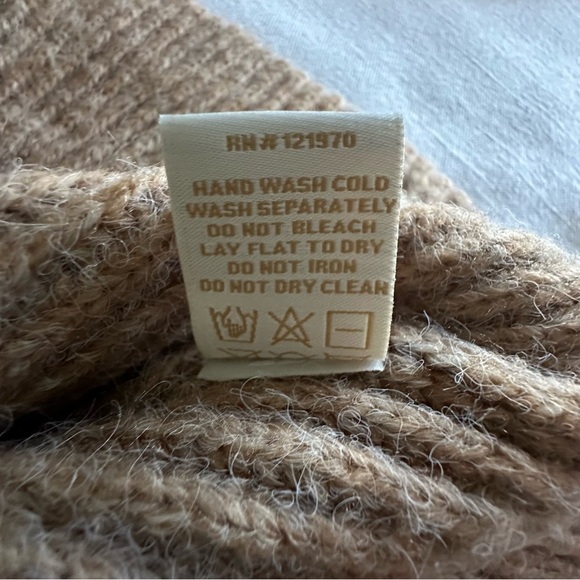 RN # 121970
HAND WASH COLD
WASH SEPARATELY
DO NOT BLEACH
LAY FLAT TO DRY
DO NOT IRON
DO NOT DRY CLEAN